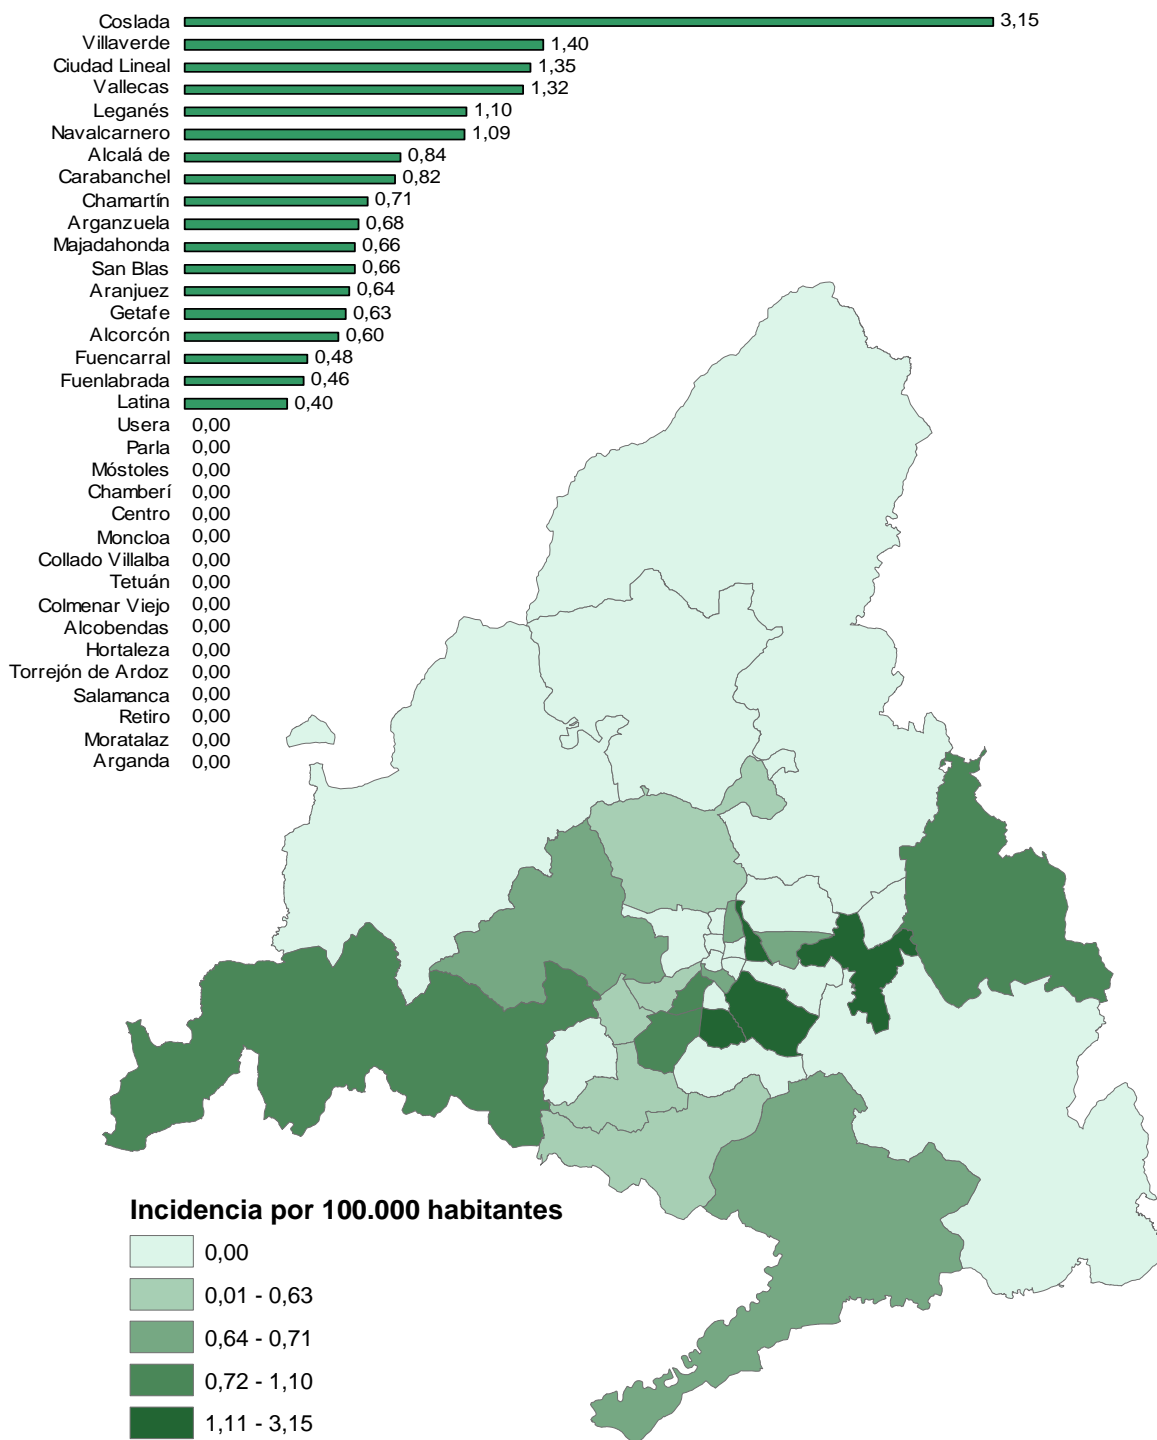 Coslada 3,15
Villaverde 1,40
Ciudad Lineal 1,35
Vallecas 1,32
Leganés 1,10
Navalcarnero 1,09
Alcalá de 0,84
Carabanchel 0,82
Chamartín 0,71
Arganzuela 0,68
Majadahonda 0,66
San Blas 0,66
Aranjuez 0,64
Getafe 0,63
Alcorcón 0,60
Fuencarral 0,48
Fuenlabrada 0,46
Latina 0,40
Usera 0,00
Parla 0,00
Móstoles 0,00
Chamberí 0,00
Centro 0,00
Moncloa 0,00
Collado Villalba 0,00
Tetuán 0,00
Colmenar Viejo 0,00
Alcobendas 0,00
Hortaleza 0,00
Torrejón de Ardoz 0,00
Salamanca 0,00
Retiro 0,00
Moratalaz 0,00
Arganda 0,00
Incidencia por 100.000 habitantes
0,00
0,01 - 0,63
0,64 - 0,71
0,72 - 1,10
1,11 - 3,15